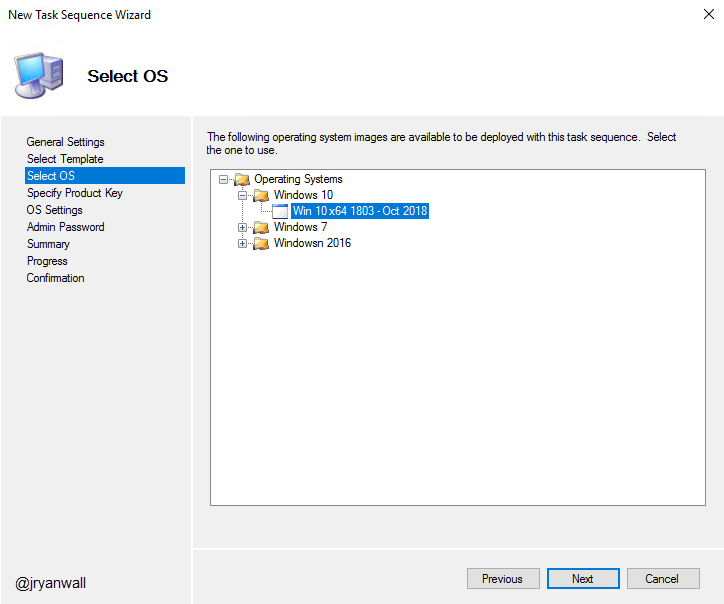 New Task Sequence Wizard
Select OS
General Settings
Select Template
Select OS
Specify Product Key
OS Settings
Admin Password
Summary
Progress
Confirmation
The following operating system images are available to be deployed with this task sequence. Select
the one to use.
Operating Systems
Windows 10
Win 10 x64 1803 - Oct 2018
Windows 7
Windowsn 2016
@jryanwall
Previous
Next
Cancel